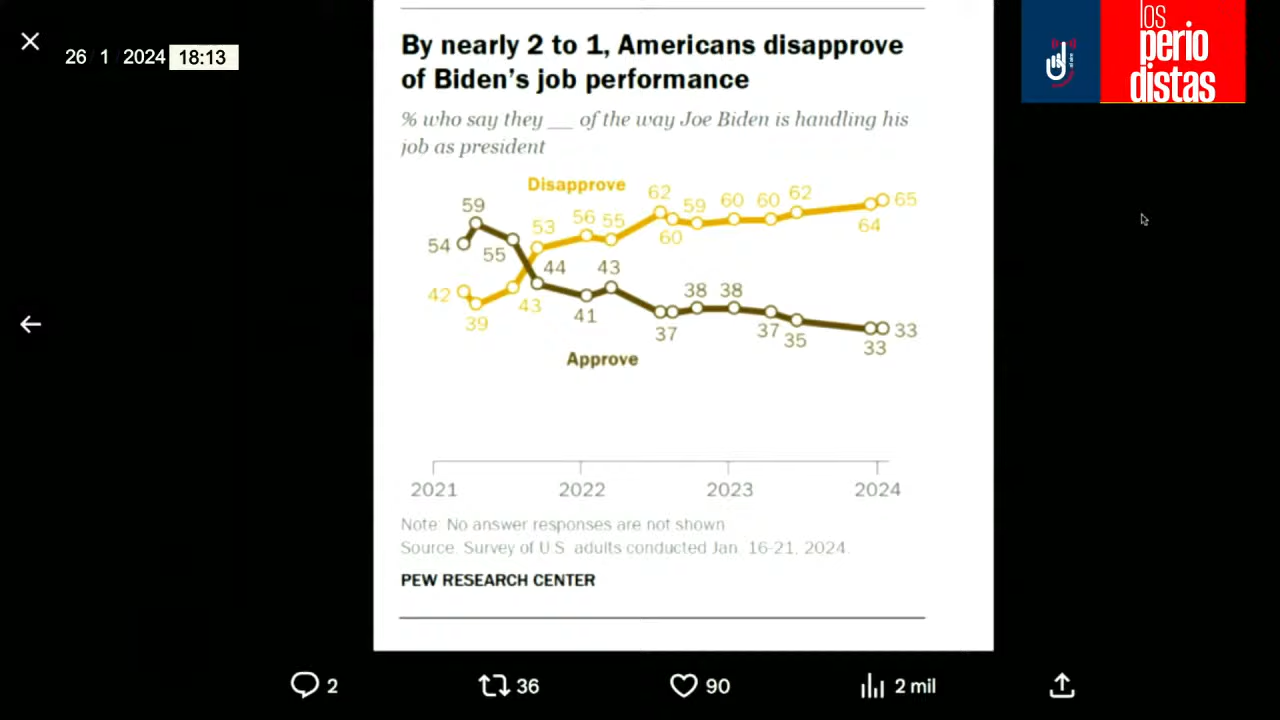 26 1 2024 18:13
los
perio
distas
By nearly 2 to 1, Americans disapprove
of Biden's job performance
% who say they __ of the way Joe Biden is handling his
job as president
Disapprove
62 59 60 60 62 65
59 53 56 55 60 64
54 55 44 43 38 38
42 39 43 41 37 37 35 33 33
Approve
2021 2022 2023 2024
Note: No answer responses are not shown
Source: Survey of U.S. adults conducted Jan. 16-21, 2024.
PEW RESEARCH CENTER
2 36 90 2 mil